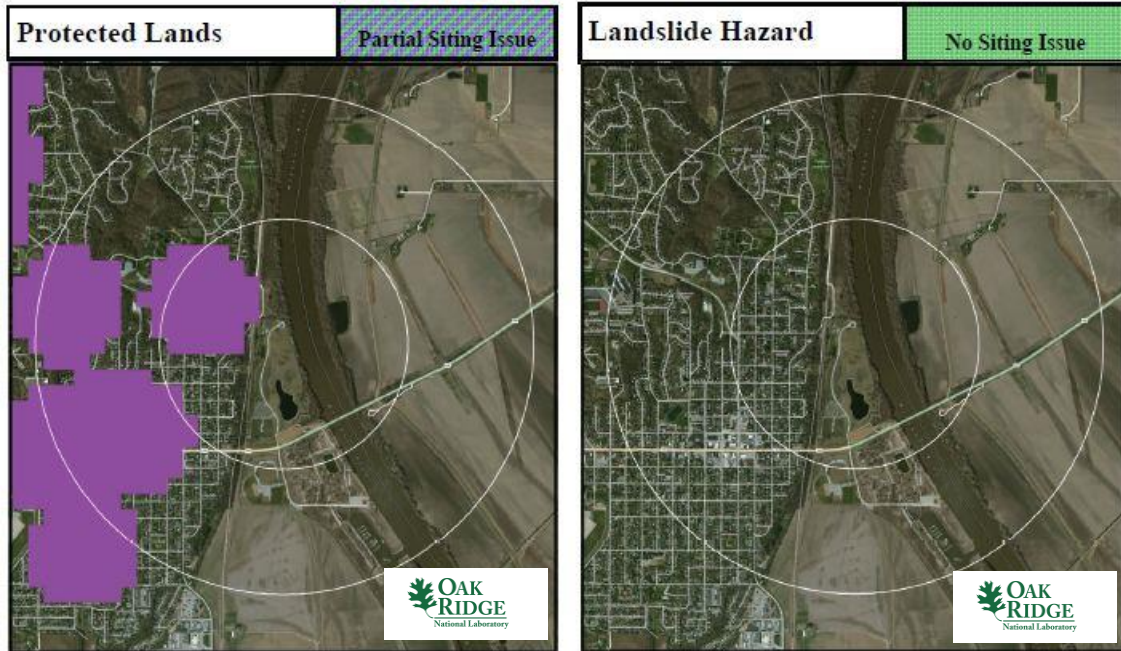 Protected Lands
Partial Siting Issue
Landslide Hazard
No Siting Issue
OAK
RIDGE
National Laboratory
OAK
RIDGE
National Laboratory